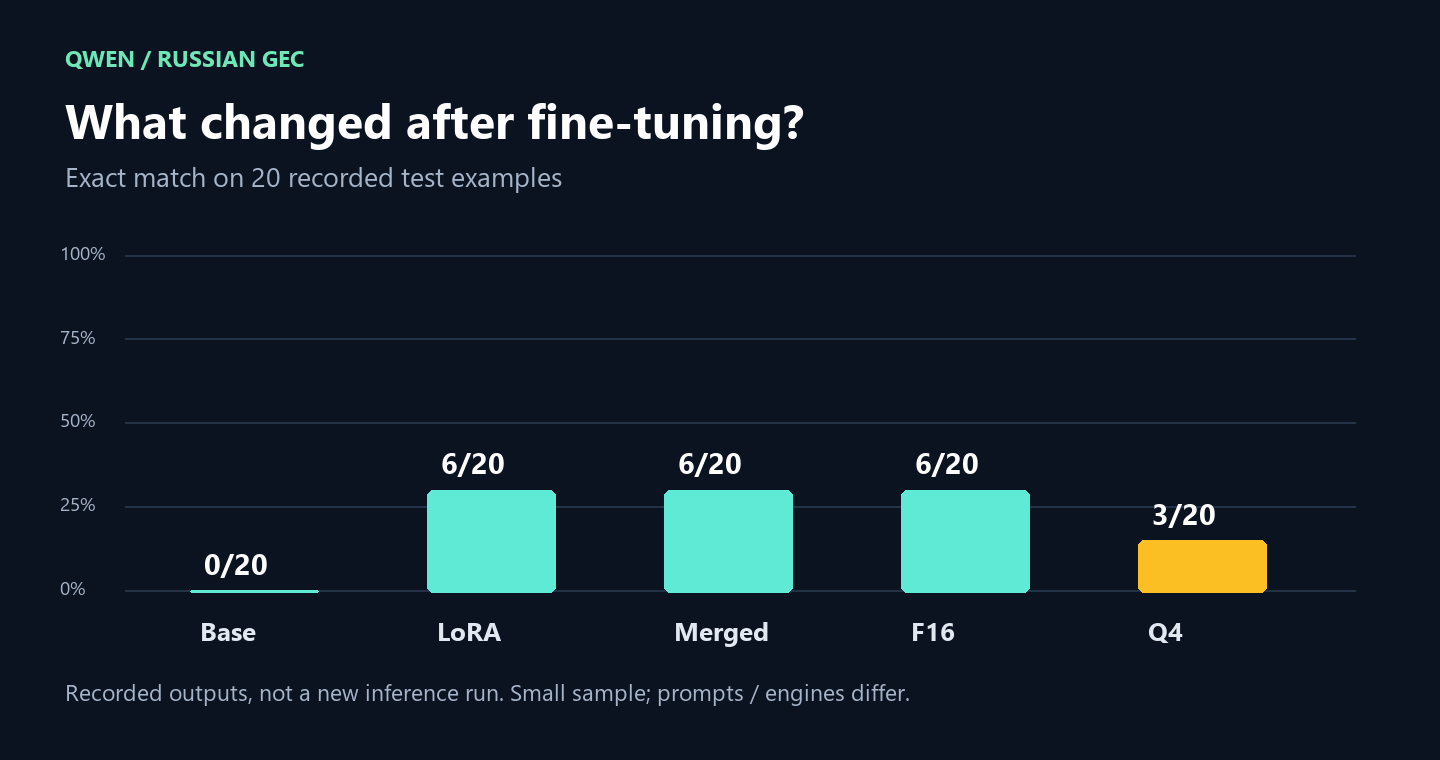 QWEN / RUSSIAN GEC
What changed after fine-tuning?
Exact match on 20 recorded test examples
100%
75%
50%
25%
0%
0/20
6/20
6/20
6/20
3/20
Base
LoRA
Merged
F16
Q4
Recorded outputs, not a new inference run. Small sample; prompts / engines differ.